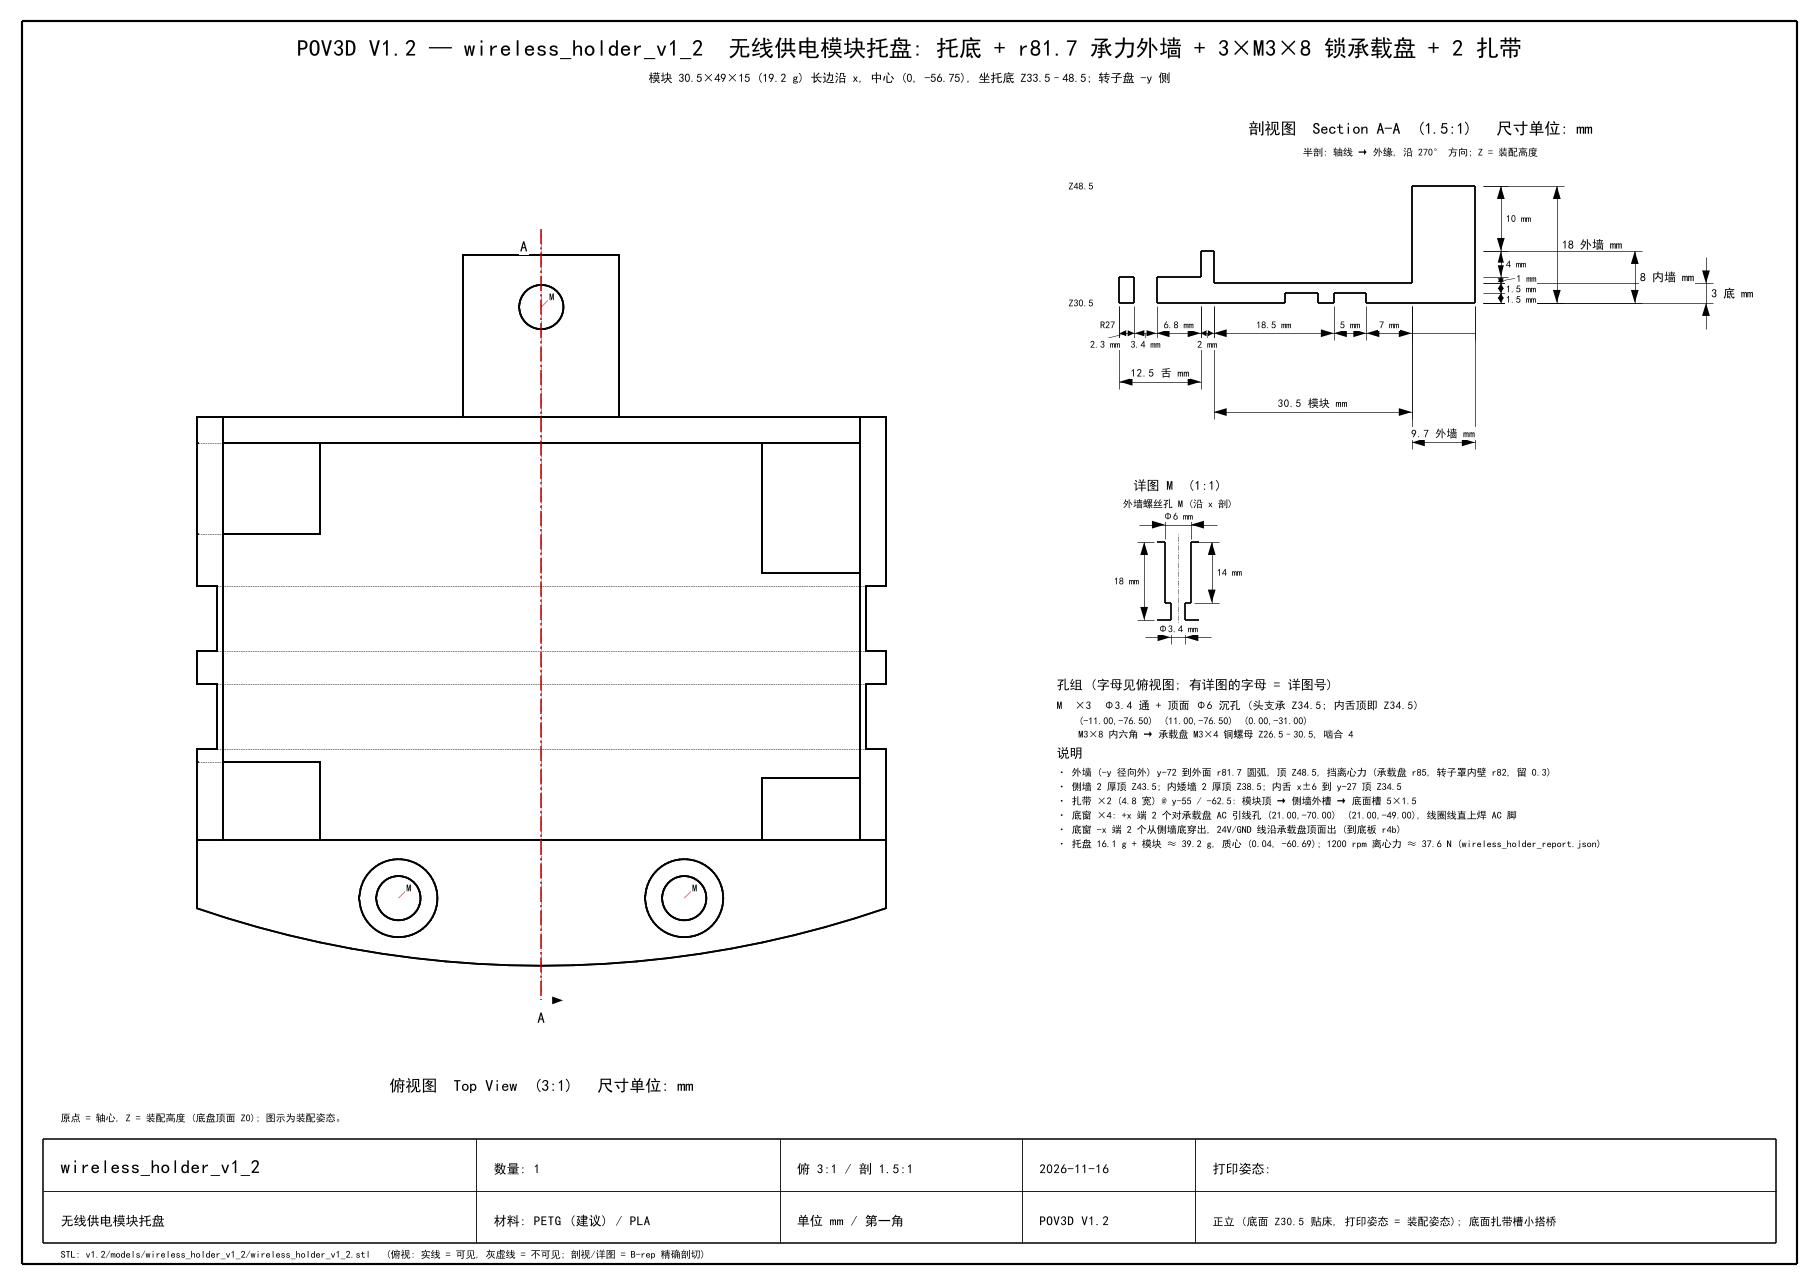 POV3D V1.2 — wireless_holder_v1_2  无线供电模块托盘: 托底 + r81.7 承力外墙 + 3×M3×8 锁承载盘 + 2 扎带
模块 30.5×49×15 (19.2 g) 长边沿 x, 中心 (0, -56.75), 坐托底 Z33.5–48.5; 转子盘 -y 侧
剖视图  Section A-A  (1.5:1)  尺寸单位: mm
半剖: 轴线 → 外缘, 沿 270° 方向; Z = 装配高度
Z48.5
10 mm
18 外墙 mm
4 mm
1 mm
8 内墙 mm
1.5 mm
3 底 mm
Z30.5
1.5 mm
R27
6.8 mm
18.5 mm
5 mm
7 mm
2.3 mm
3.4 mm
2 mm
12.5 舌 mm
30.5 模块 mm
9.7 外墙 mm
A
M
M
M
A
详图 M  (1:1)
外墙螺丝孔 M (沿 x 剖)
Φ6 mm
18 mm
14 mm
Φ3.4 mm
孔组 (字母见俯视图; 有详图的字母 = 详图号)
M  ×3  Φ3.4 通 + 顶面 Φ6 沉孔 (头支承 Z34.5; 内舌顶即 Z34.5)
(-11.00,-76.50)  (11.00,-76.50)  (0.00,-31.00)
M3×8 内六角 → 承载盘 M3×4 铜螺母 Z26.5–30.5, 啮合 4
说明
· 外墙 (-y 径向外) y-72 到外面 r81.7 圆弧, 顶 Z48.5, 挡离心力 (承载盘 r85, 转子罩内壁 r82, 留 0.3)
· 侧墙 2 厚顶 Z43.5; 内矮墙 2 厚顶 Z38.5; 内舌 x±6 到 y-27 顶 Z34.5
· 扎带 ×2 (4.8 宽) @ y-55 / -62.5: 模块顶 → 侧墙外槽 → 底面槽 5×1.5
· 底窗 ×4: +x 端 2 个对承载盘 AC 引线孔 (21.00,-70.00)  (21.00,-49.00), 线圈线直上焊 AC 脚
· 底窗 -x 端 2 个从侧墙底穿出, 24V/GND 线沿承载盘顶面出 (到底板 r4b)
· 托盘 16.1 g + 模块 ≈ 39.2 g, 质心 (0.04, -60.69); 1200 rpm 离心力 ≈ 37.6 N (wireless_holder_report.json)
俯视图  Top View  (3:1)  尺寸单位: mm
原点 = 轴心, Z = 装配高度 (底盘顶面 Z0); 图示为装配姿态。
wireless_holder_v1_2
数量: 1
俯 3:1 / 剖 1.5:1
2026-11-16
打印姿态:
无线供电模块托盘
材料: PETG (建议) / PLA
单位 mm / 第一角
POV3D V1.2
正立 (底面 Z30.5 贴床, 打印姿态 = 装配姿态); 底面扎带槽小搭桥
STL: v1.2/models/wireless_holder_v1_2/wireless_holder_v1_2.stl  (俯视: 实线 = 可见, 灰虚线 = 不可见; 剖视/详图 = B-rep 精确剖切)